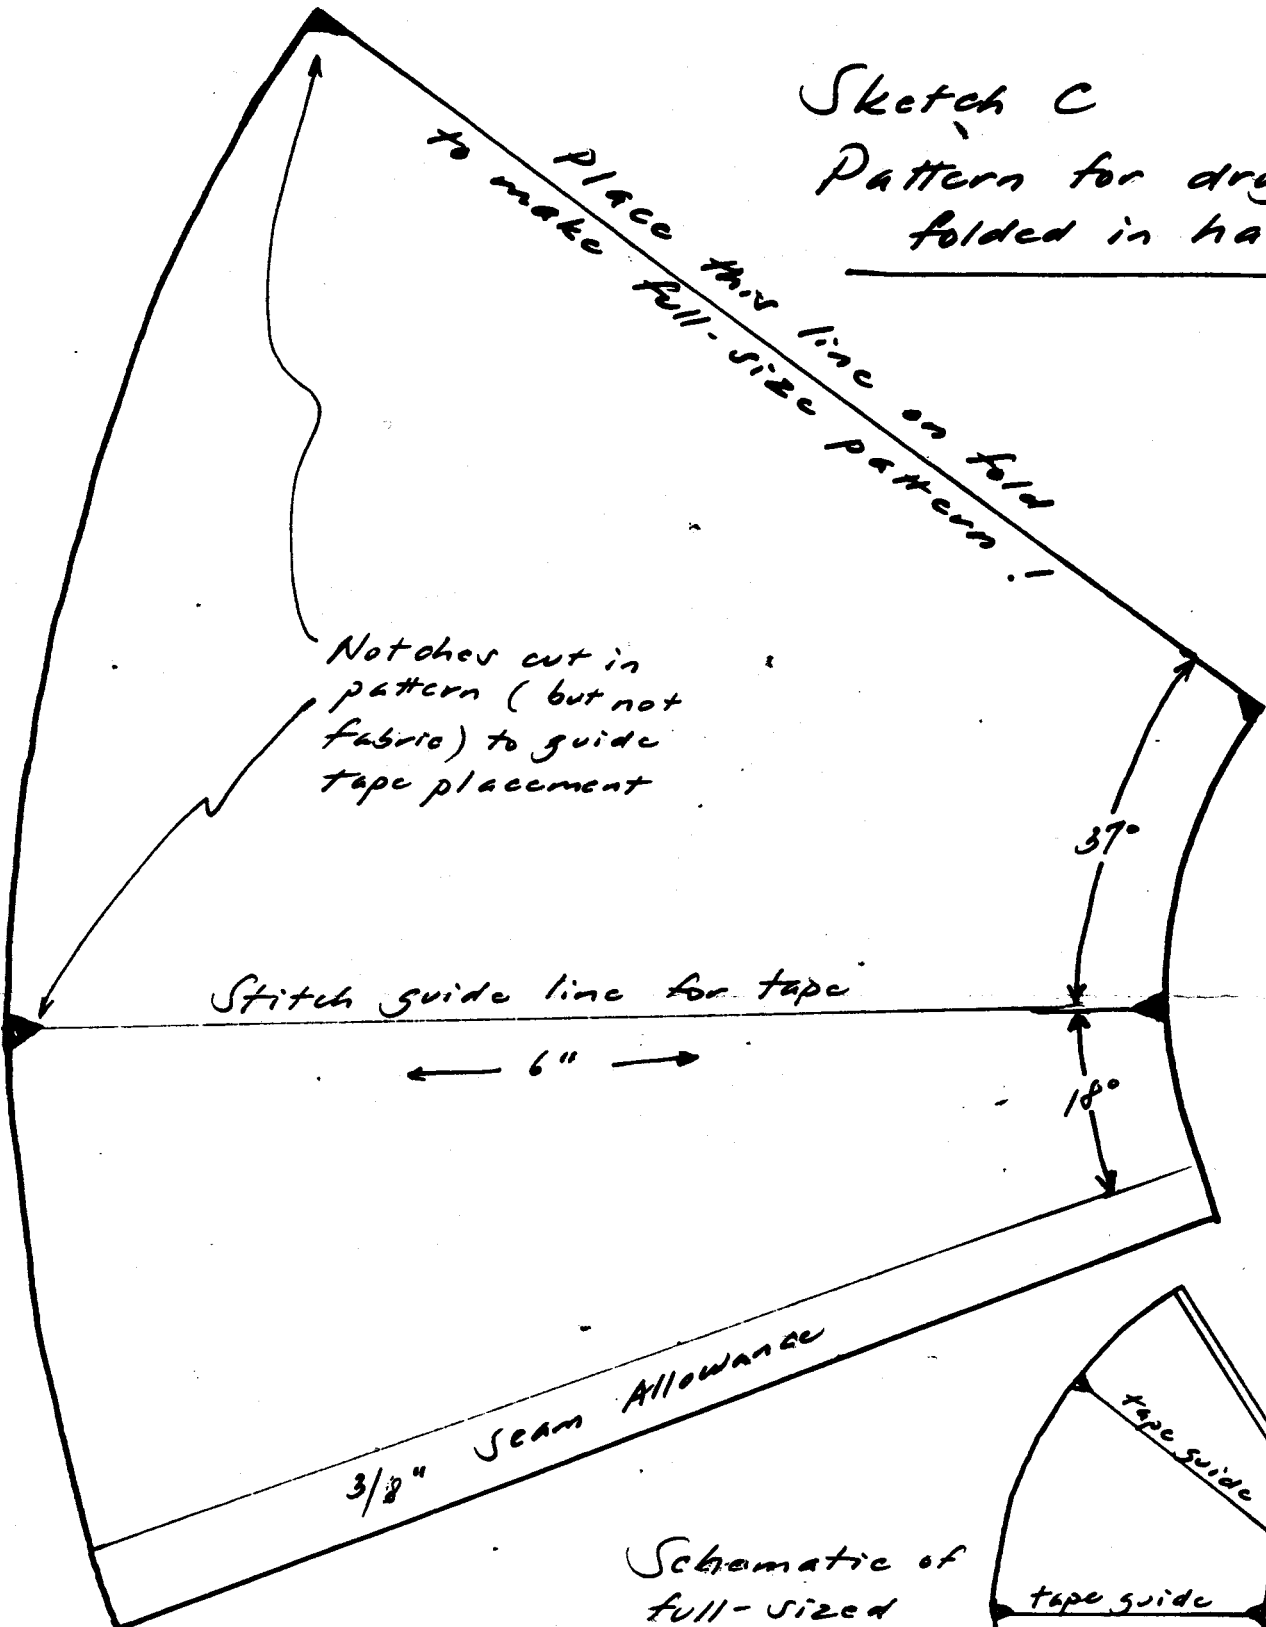 Sketch C
Pattern for dry
folded in ha
Place this line on fold
to make full-size pattern!
Notches cut in
pattern (but not
fabric) to guide
tape placement
37°
Stitch guide line for tape
6"
18°
3/8" Seam Allowance
tape guide
Schematic of
full-sized
tape guide